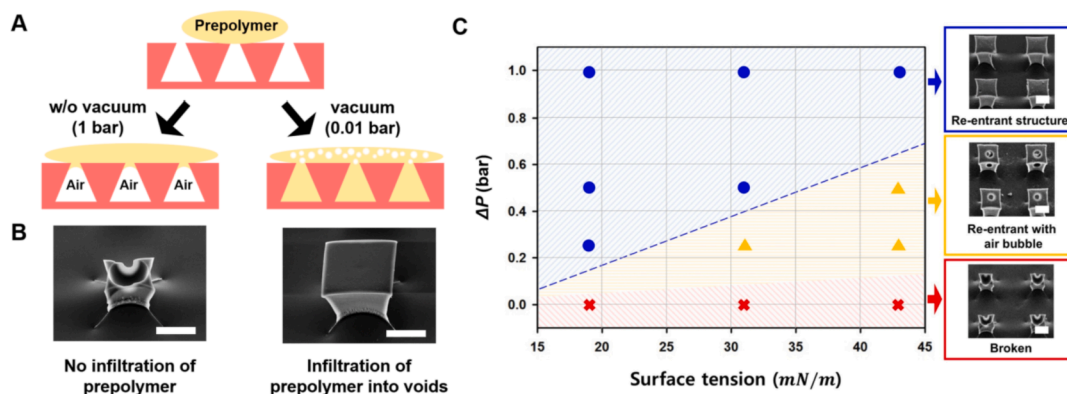 A
Prepolymer
w/o vacuum
(1 bar)
vacuum
(0.01 bar)
Air
Air
Air
B
No infiltration of
prepolymer
Infiltration of
prepolymer into voids
C
ΔP (bar)
1.0
0.8
0.6
0.4
0.2
0.0
15
20
25
30
35
40
45
Surface tension (mN/m)
Re-entrant structure
Re-entrant with
air bubble
Broken